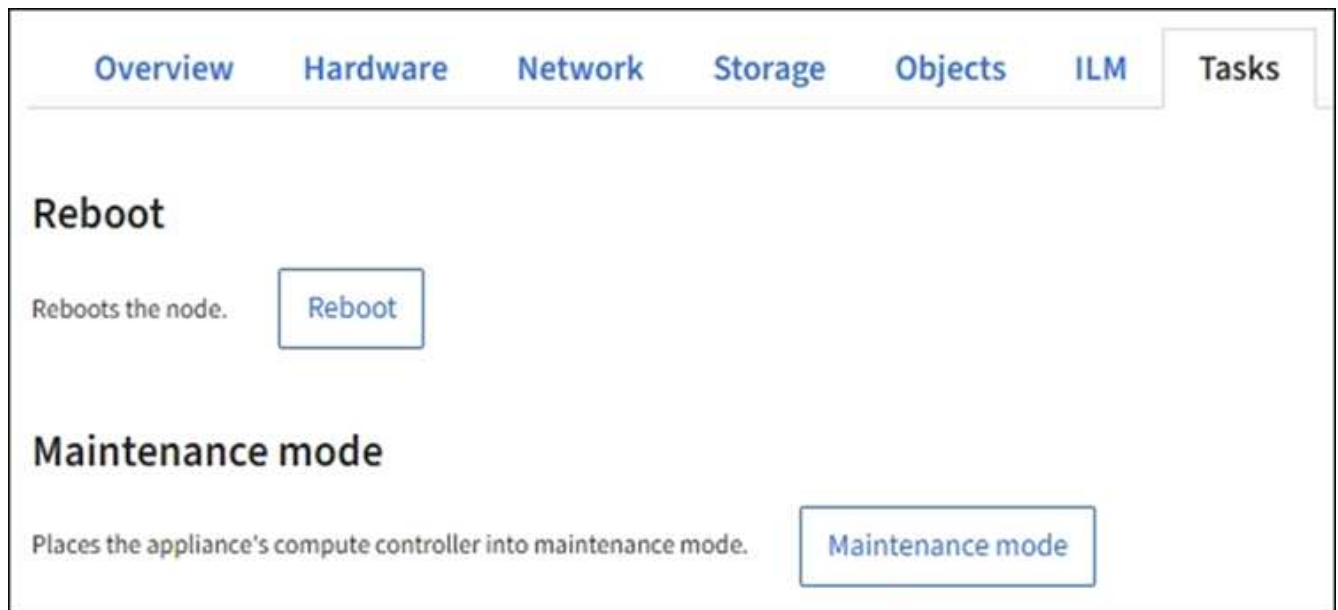 Overview Hardware Network Storage Objects ILM Tasks
Reboot
Reboots the node. Reboot
Maintenance mode
Places the appliance's compute controller into maintenance mode. Maintenance mode